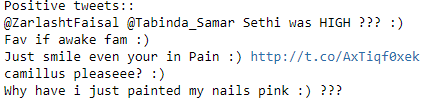 Positive tweets::
@ZarlashtFaisal @Tabinda_Samar Sethi was HIGH ??? :)
Fav if awake fam :)
Just smile even your in Pain :) http://t.co/AxTiqf0xek
camillus pleaseee? :)
Why have i just painted my nails pink :) ???